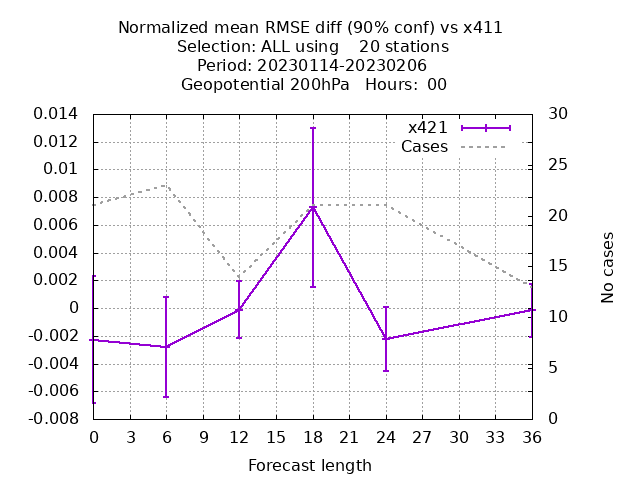 Normalized mean RMSE diff (90% conf) vs x411
Selection: ALL using    20 stations
Period: 20230114-20230206
Geopotential 200hPa   Hours:  00
x421
Cases
0.014
0.012
0.01
0.008
0.006
0.004
0.002
0
-0.002
-0.004
-0.006
-0.008
30
25
20
15
10
5
0
No cases
0 3 6 9 12 15 18 21 24 27 30 33 36
Forecast length